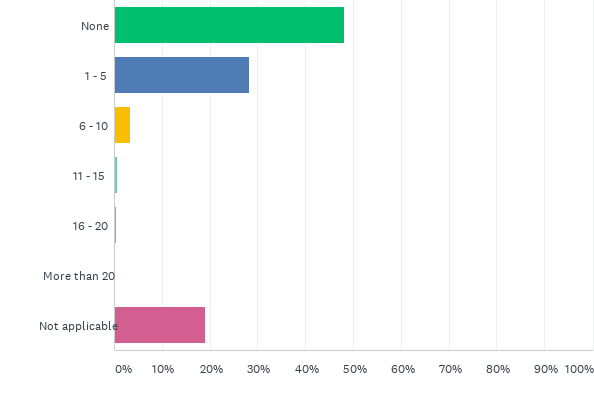 None
1 - 5
6 - 10
11 - 15
16 - 20
More than 20
Not applicable
0% 10% 20% 30% 40% 50% 60% 70% 80% 90% 100%